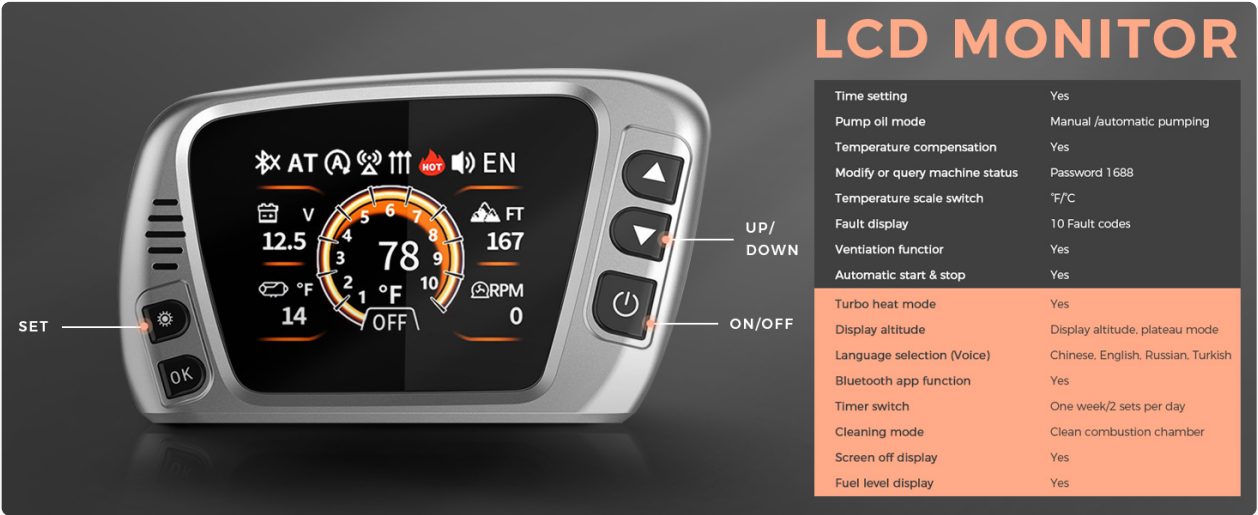 LCD MONITOR
Time setting Yes
Pump oil mode Manual /automatic pumping
Temperature compensation Yes
Modify or query machine status Password 1688
Temperature scale switch °F/°C
Fault display 10 Fault codes
Ventiation functior Yes
Automatic start & stop Yes
Turbo heat mode Yes
Display altitude Display altitude, plateau mode
Language selection (Voice) Chinese, English, Russian, Turkish
Bluetooth app function Yes
Timer switch One week/2 sets per day
Cleaning mode Clean combustion chamber
Screen off display Yes
Fuel level display Yes
AT A HOT EN
V
12.5
°F
14
1 2 3 4 5 6 7 8 9 10
78
°F
OFF
FT
167
RPM
0
SET
OK
UP/
DOWN
ON/OFF